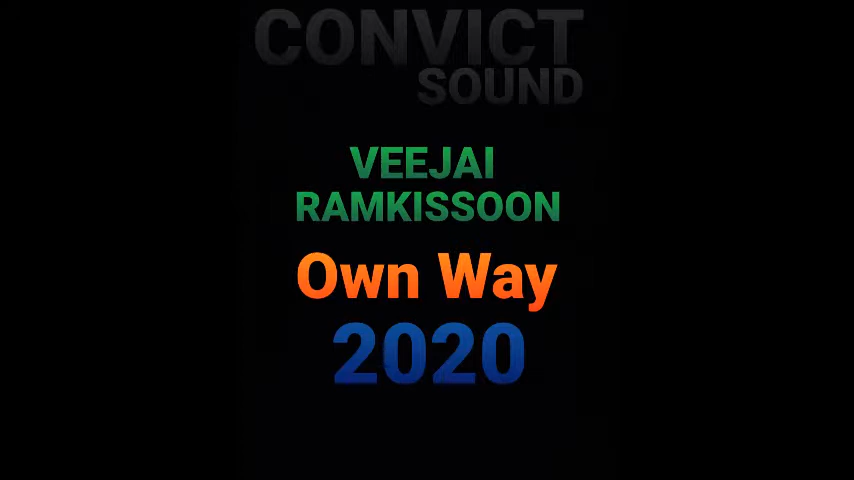 CONVICT
SOUND
VEEJAI
RAMKISSOON
Own Way
2020